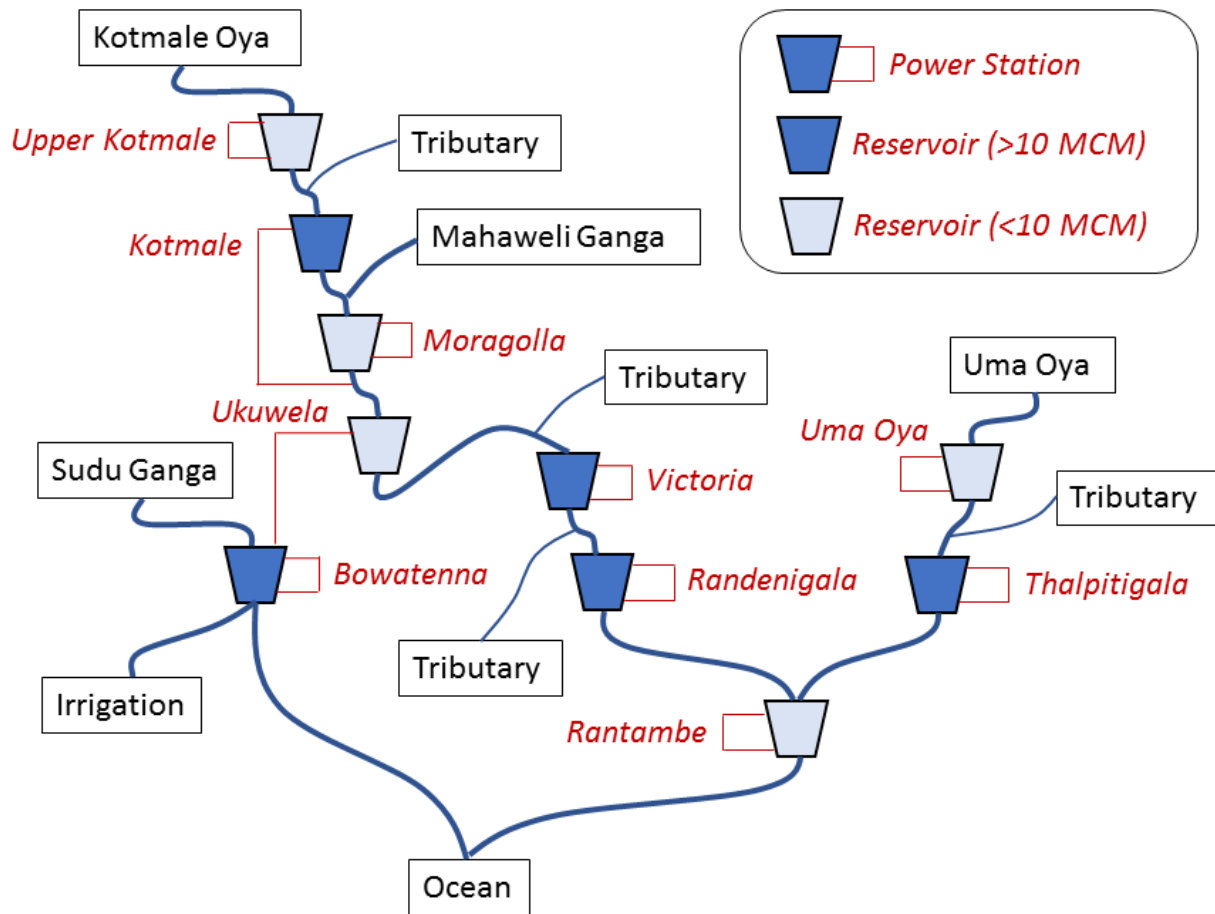 Kotmale Oya
Power Station
Upper Kotmale
Tributary
Reservoir (>10 MCM)
Kotmale
Mahaweli Ganga
Reservoir (<10 MCM)
Moragolla
Tributary
Uma Oya
Ukuwela
Uma Oya
Sudu Ganga
Victoria
Tributary
Bowatenna
Randenigala
Thalpitigala
Tributary
Irrigation
Rantambe
Ocean